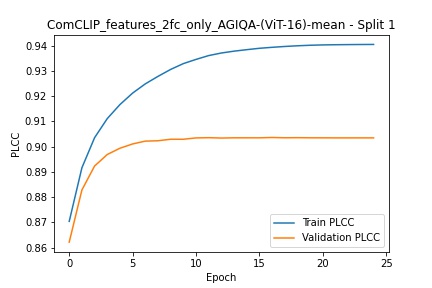 ComCLIP_features_2fc_only_AGIQA-(ViT-16)-mean - Split 1
PLCC
0.94
0.93
0.92
0.91
0.90
0.89
0.88
0.87
0.86
Train PLCC
Validation PLCC
0 5 10 15 20 25
Epoch